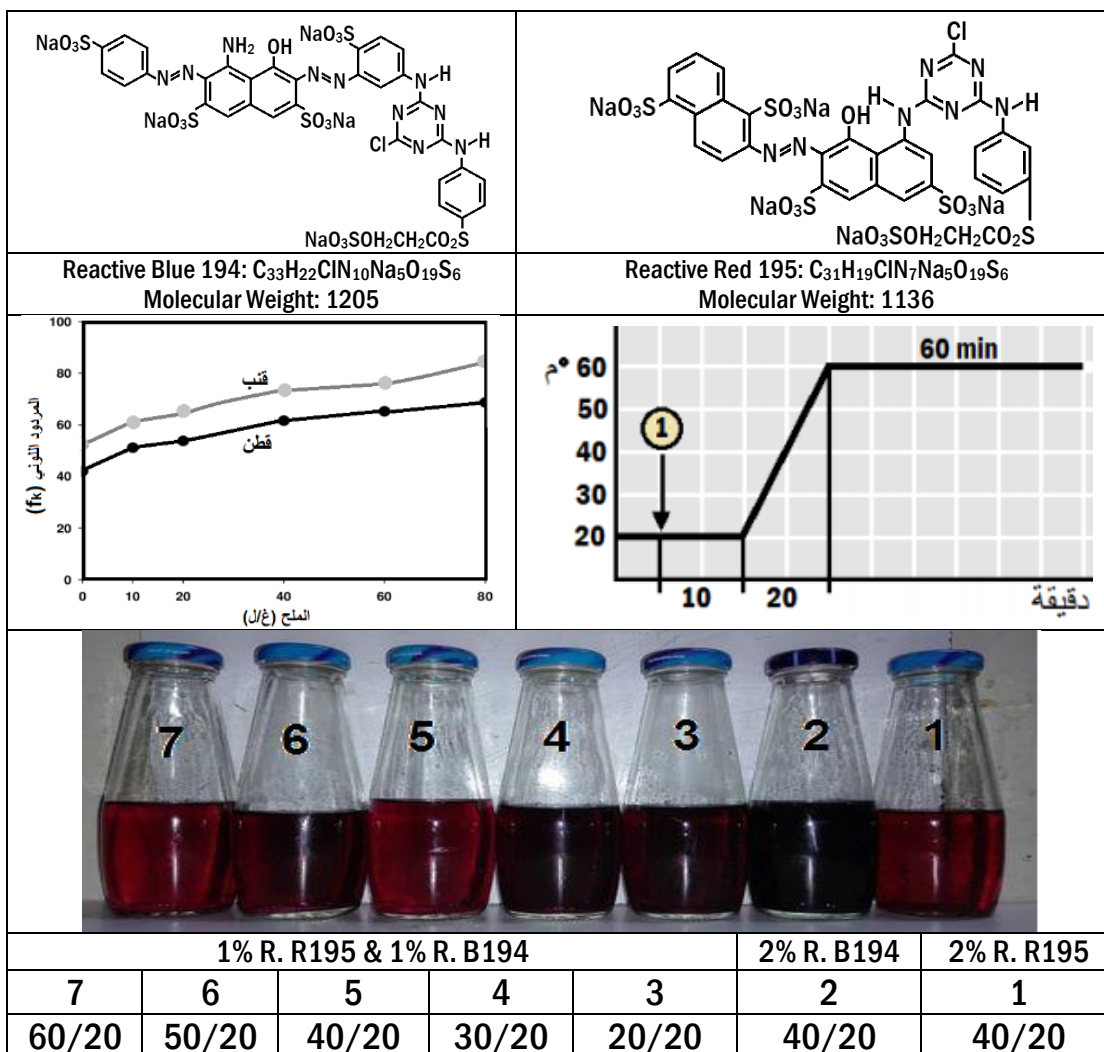 NaO₃S
NH₂ OH NaO₃S
N=N N=N N-H
NaO₃S SO₃Na
N N
Cl N N-H
NaO₃SOH₂CH₂CO₂S
Reactive Blue 194: C₃₃H₂₂ClN₁₀Na₅O₁₉S₆
Molecular Weight: 1205
Cl
N N
NaO₃S SO₃Na H-N N N-H
OH
N=N
NaO₃S SO₃Na
NaO₃SOH₂CH₂CO₂S
Reactive Red 195: C₃₁H₁₉ClN₇Na₅O₁₉S₆
Molecular Weight: 1136
المردود اللوني (fk)
100
80
60
40
20
0
قنب
قطن
0 10 20 40 60 80
الملح (غ/ل)
م°
60
50
40
30
20
60 min
1
10 20 دقيقة
7 6 5 4 3 2 1
1% R. R195 & 1% R. B194 2% R. B194 2% R. R195
7 6 5 4 3 2 1
60/20 50/20 40/20 30/20 20/20 40/20 40/20